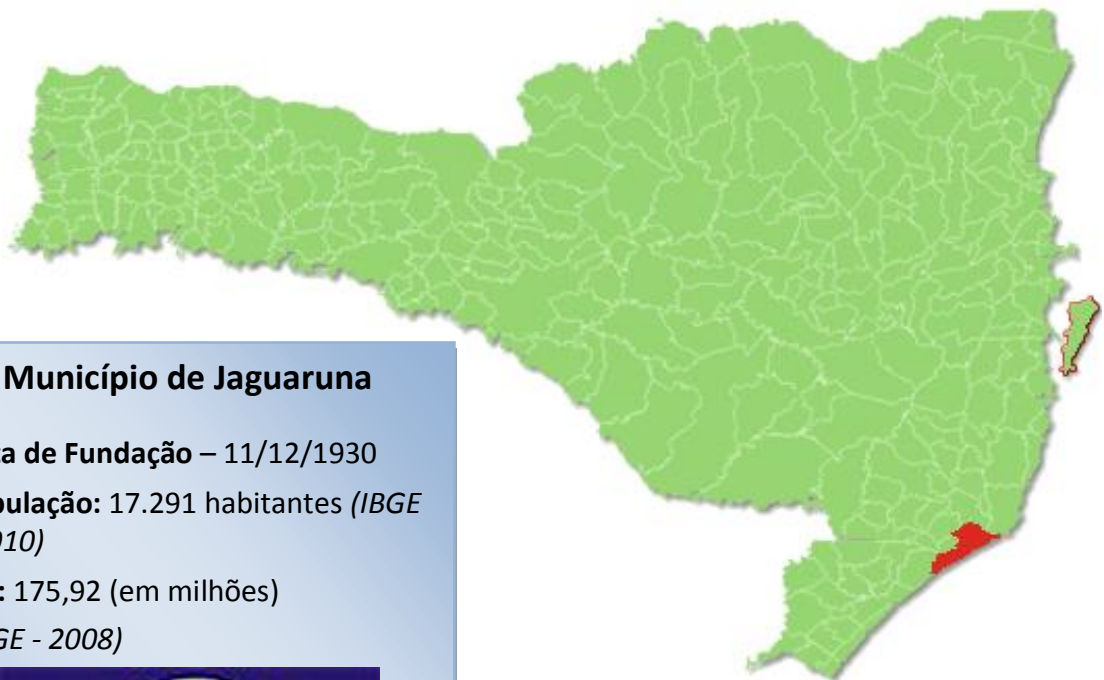 Município de Jaguaruna
a de Fundação – 11/12/1930
pulação: 17.291 habitantes (IBGE
010)
: 175,92 (em milhões)
GE - 2008)